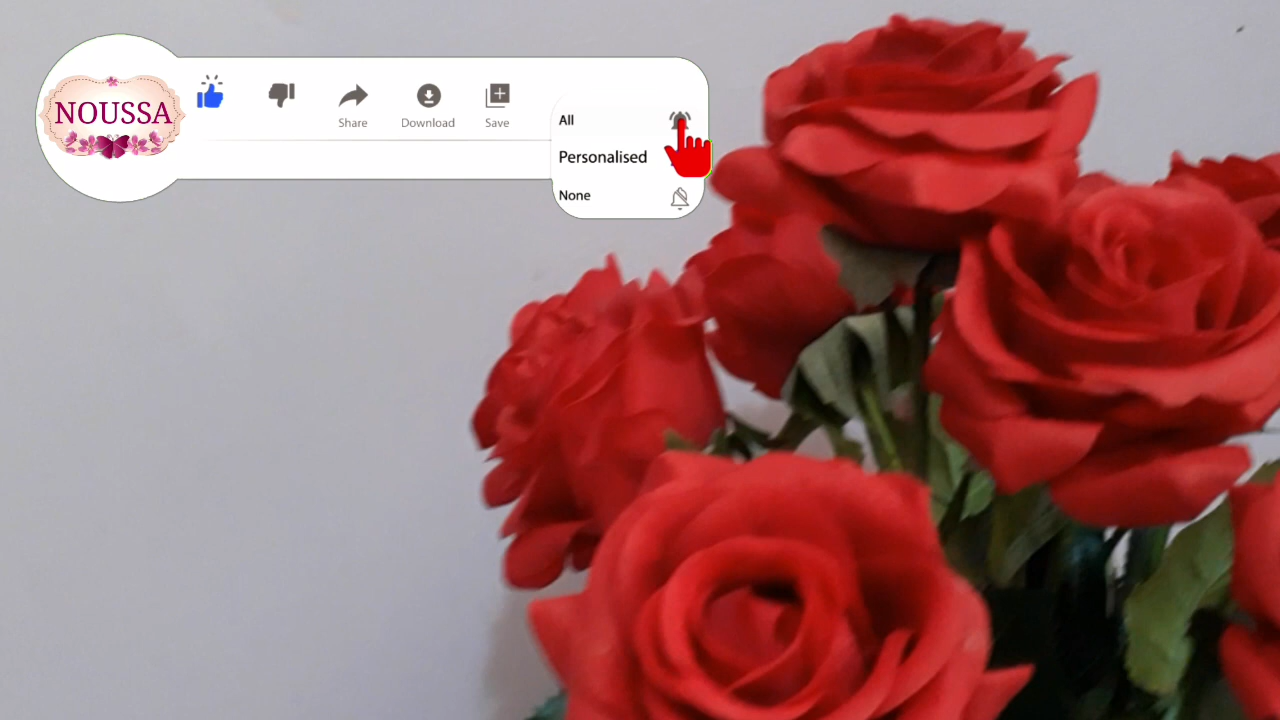 NOUSSA
Share
Download
Save
All
Personalised
None